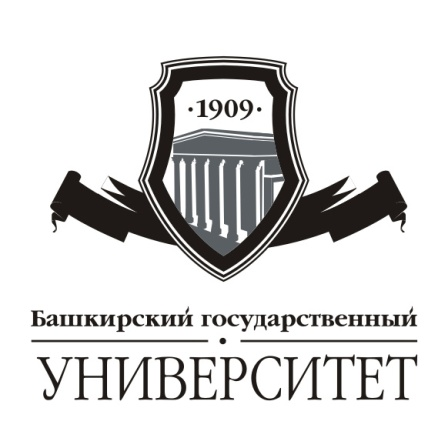 ·1909·
Башкирский государственный
УНИВЕРСИТЕТ